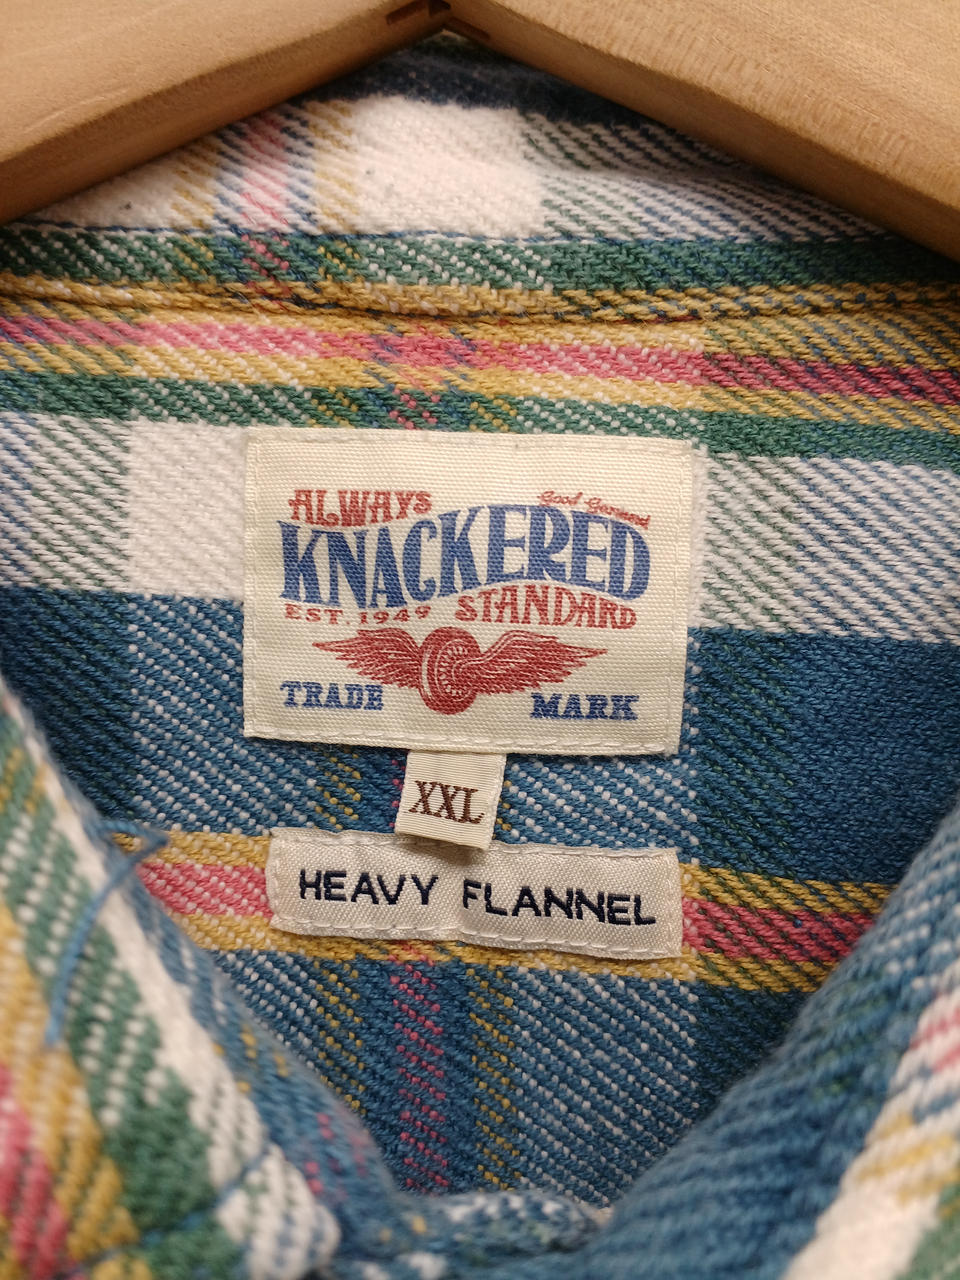 ALWAYS Good Garment
KNACKERED
EST. 1949 STANDARD
TRADE MARK
XXL
HEAVY FLANNEL